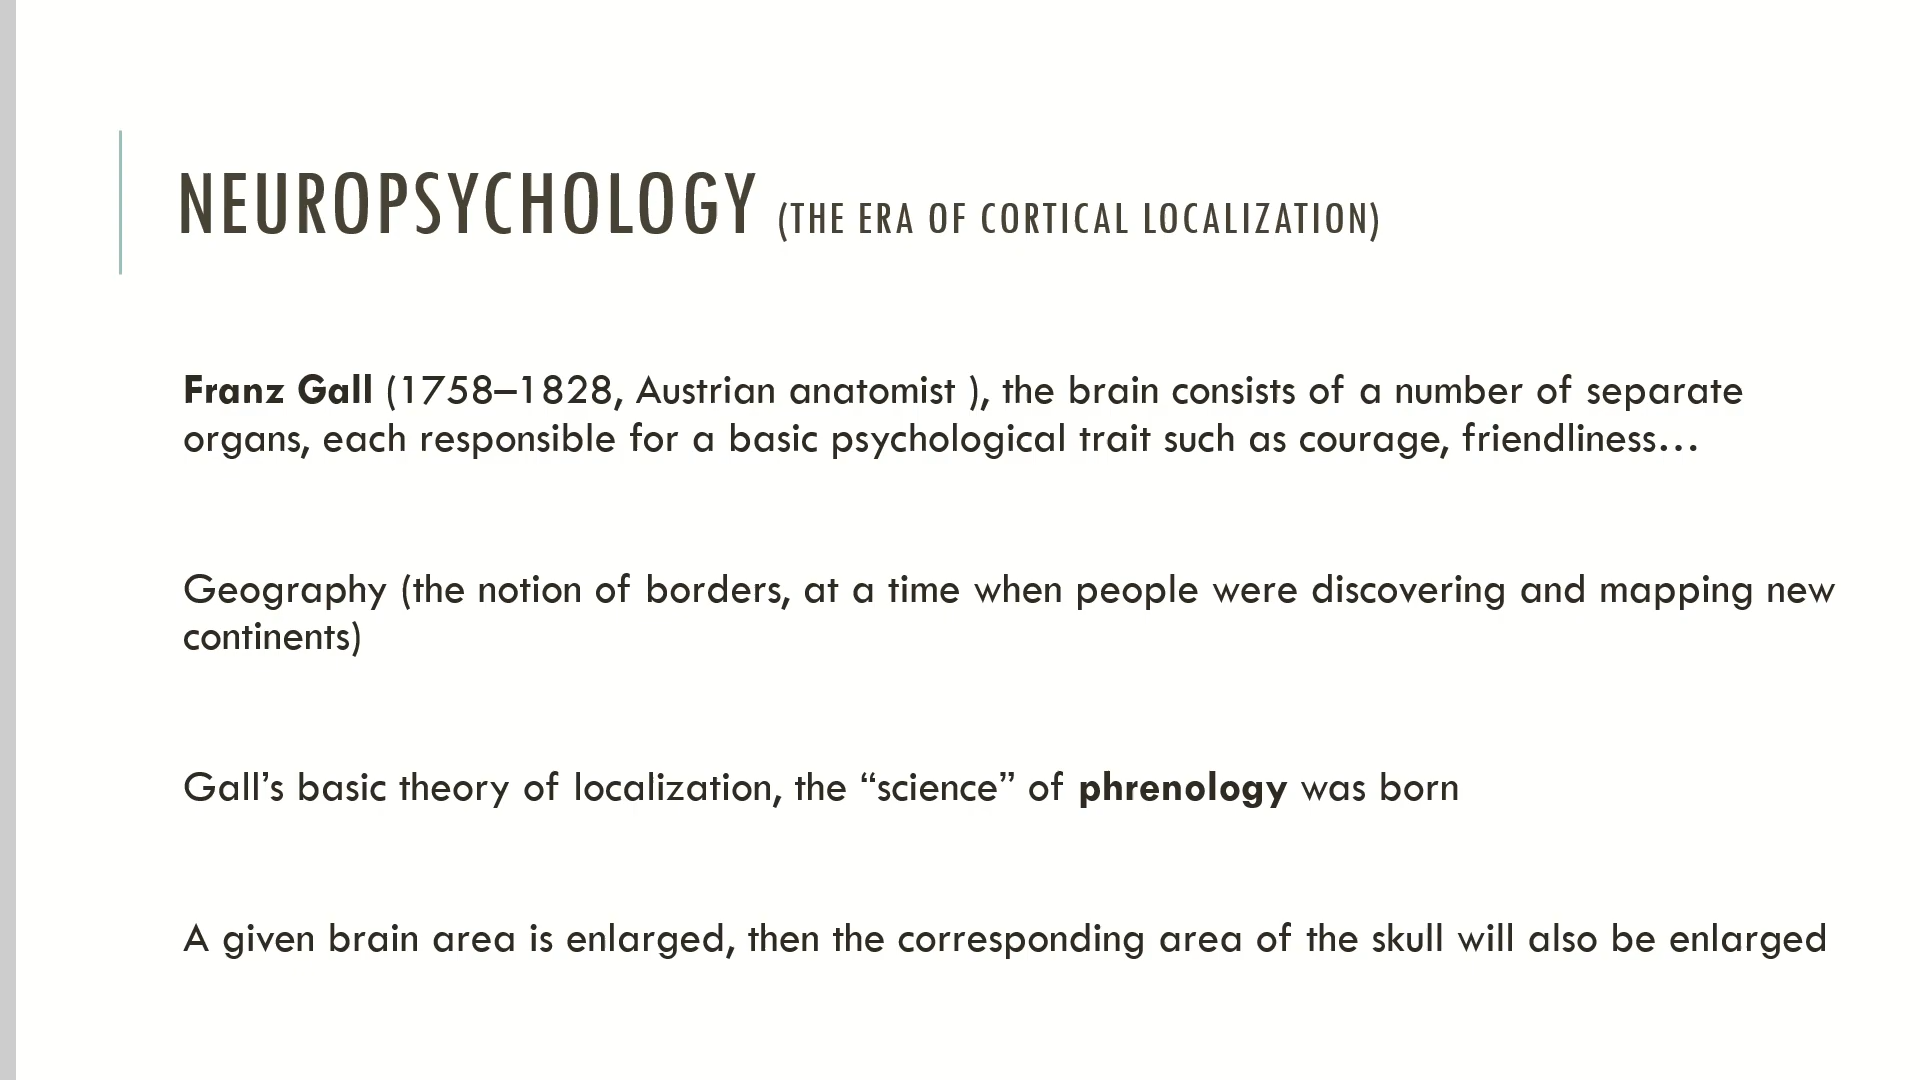 NEUROPSYCHOLOGY (THE ERA OF CORTICAL LOCALIZATION)
Franz Gall (1758–1828, Austrian anatomist ), the brain consists of a number of separate
organs, each responsible for a basic psychological trait such as courage, friendliness…
Geography (the notion of borders, at a time when people were discovering and mapping new
continents)
Gall’s basic theory of localization, the “science” of phrenology was born
A given brain area is enlarged, then the corresponding area of the skull will also be enlarged